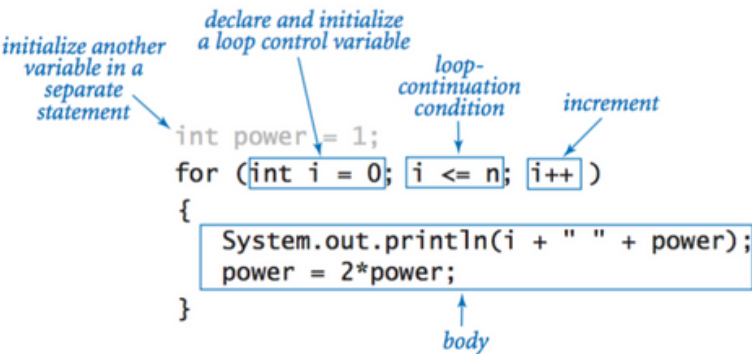 declare and initialize
a loop control variable
initialize another
variable in a
separate
statement
loop-
continuation
condition
increment
int power = 1;
for (int i = 0; i <= n; i++ )
{
System.out.println(i + " " + power);
power = 2*power;
}
body